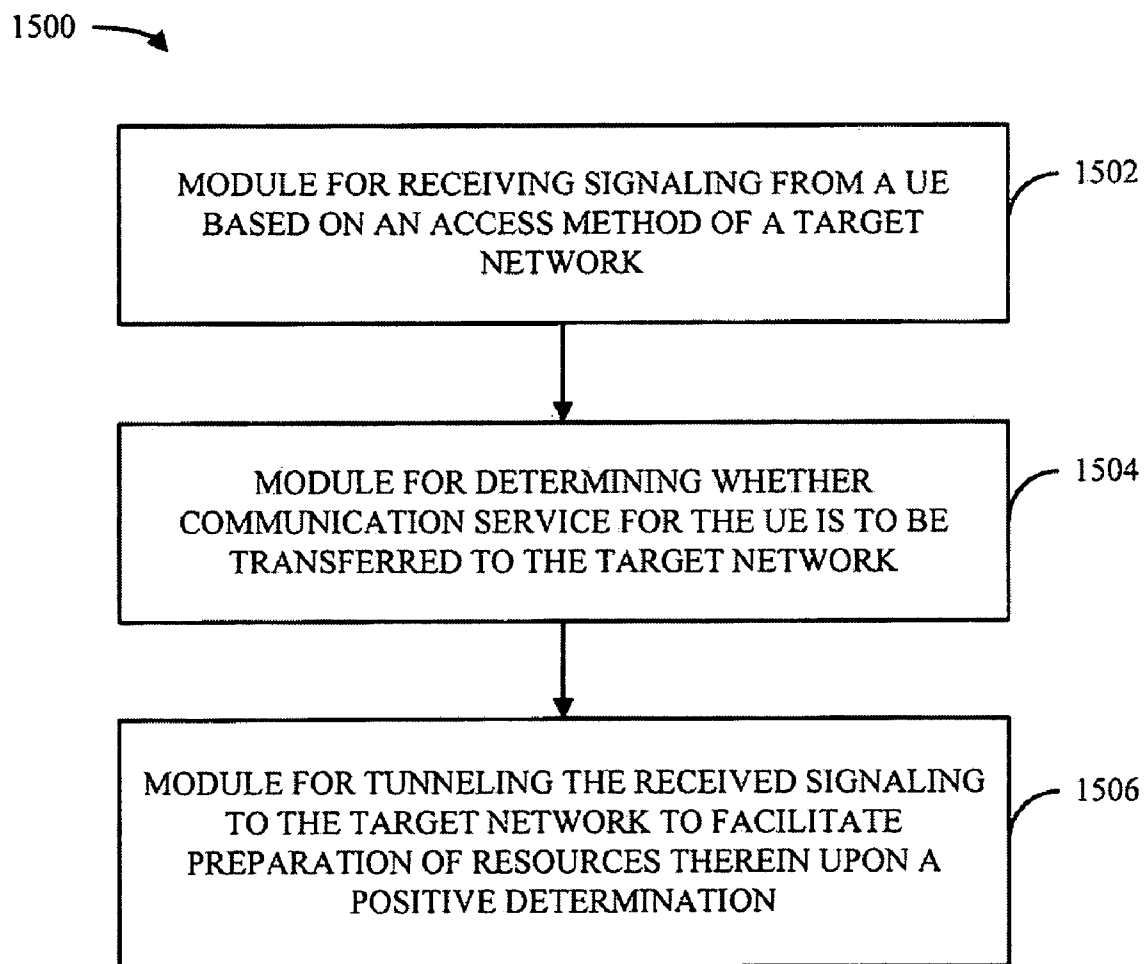 1500
MODULE FOR RECEIVING SIGNALING FROM A UE
BASED ON AN ACCESS METHOD OF A TARGET
NETWORK
1502
MODULE FOR DETERMINING WHETHER
COMMUNICATION SERVICE FOR THE UE IS TO BE
TRANSFERRED TO THE TARGET NETWORK
1504
MODULE FOR TUNNELING THE RECEIVED SIGNALING
TO THE TARGET NETWORK TO FACILITATE
PREPARATION OF RESOURCES THEREIN UPON A
POSITIVE DETERMINATION
1506